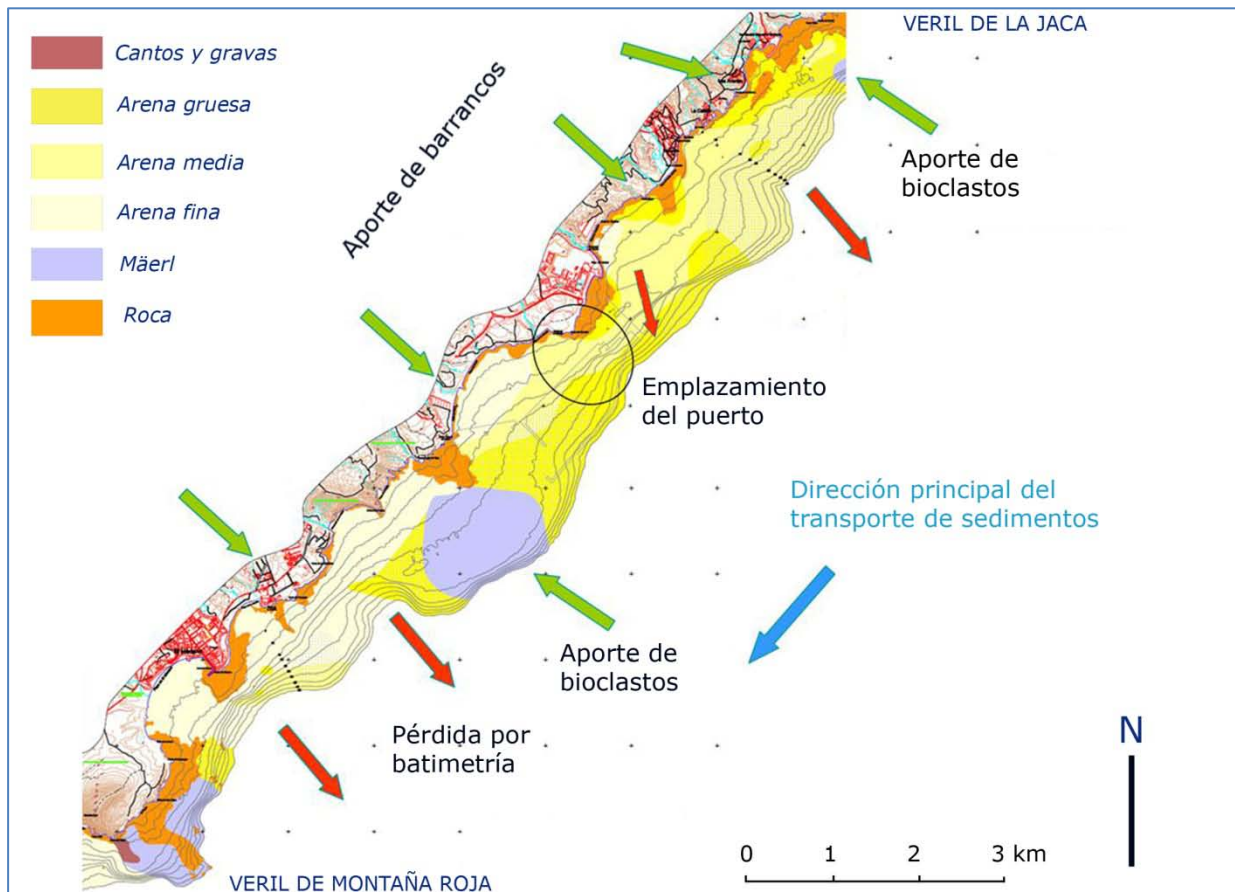 VERIL DE LA JACA
Cantos y gravas
Arena gruesa
Arena media
Arena fina
Mäerl
Roca
Aporte de barrancos
Aporte de
bioclastos
Emplazamiento
del puerto
Dirección principal del
transporte de sedimentos
Aporte de
bioclastos
Pérdida por
batimetría
N
0 1 2 3 km
VERIL DE MONTAÑA ROJA